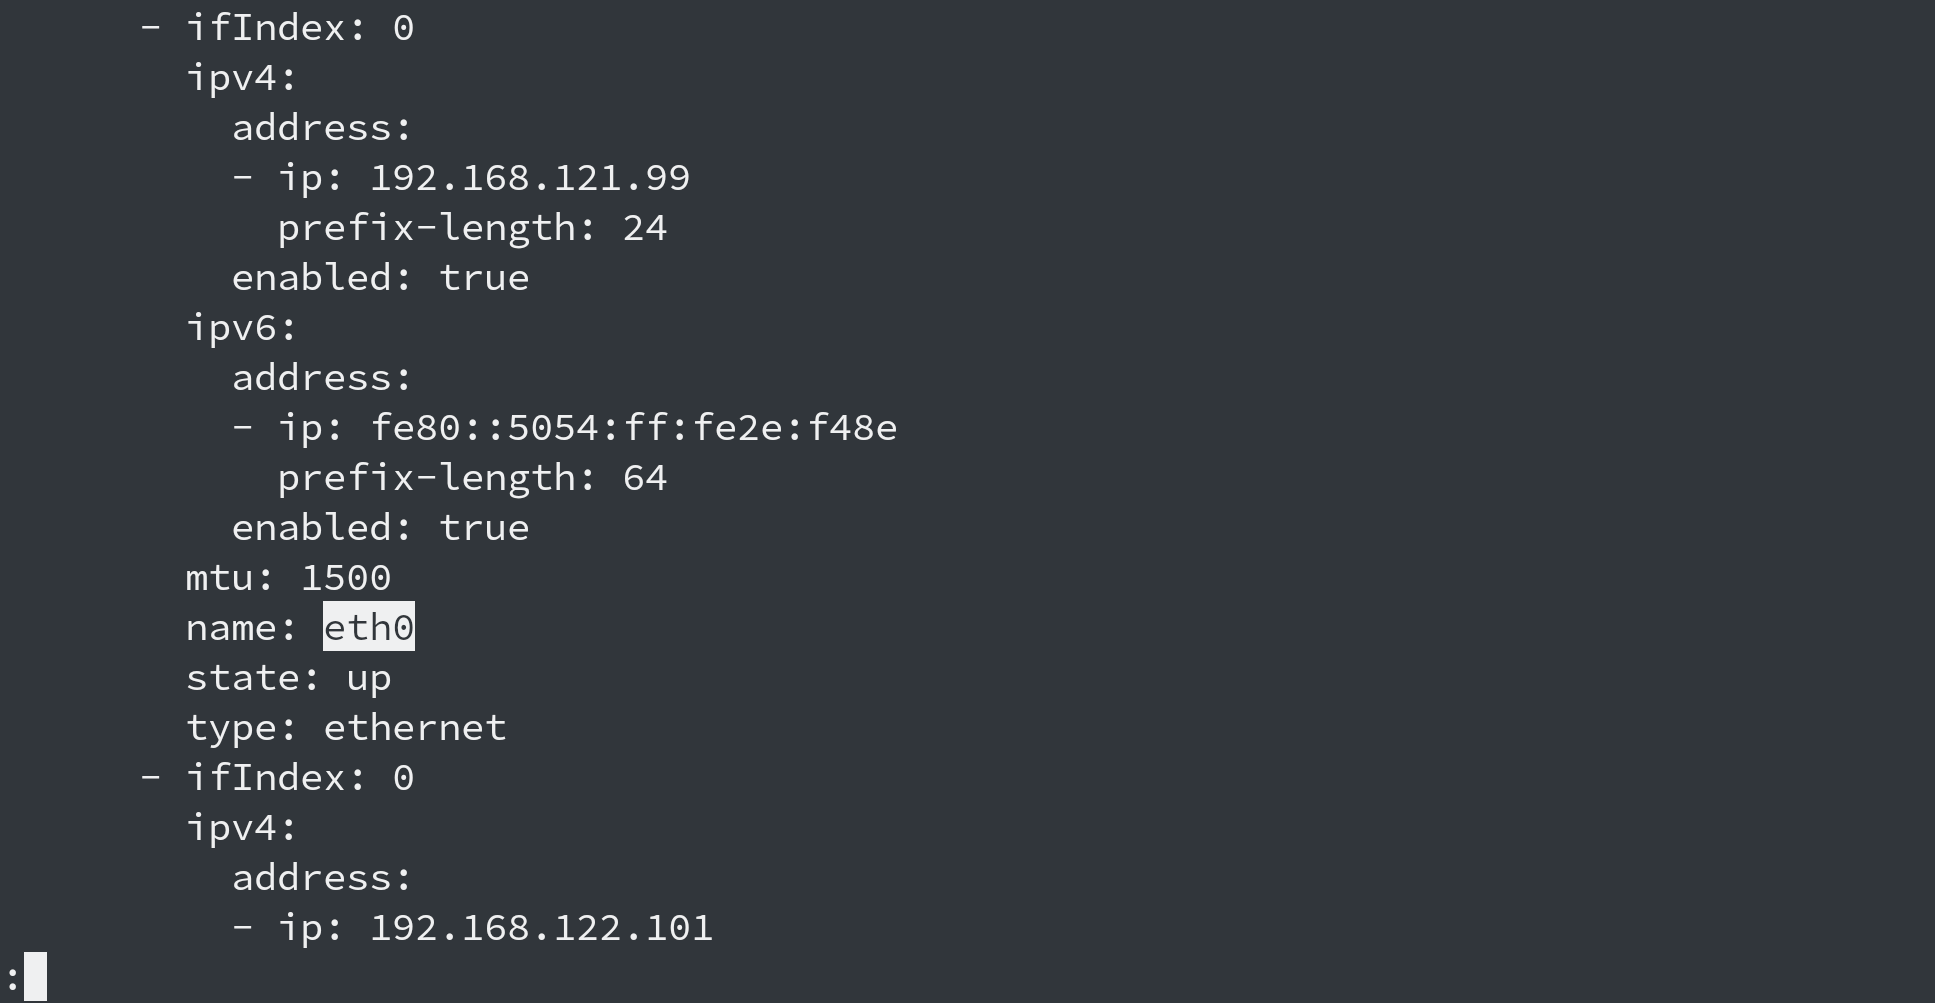 - ifIndex: 0
ipv4:
address:
- ip: 192.168.121.99
prefix-length: 24
enabled: true
ipv6:
address:
- ip: fe80::5054:ff:fe2e:f48e
prefix-length: 64
enabled: true
mtu: 1500
name: eth0
state: up
type: ethernet
- ifIndex: 0
ipv4:
address:
- ip: 192.168.122.101
: